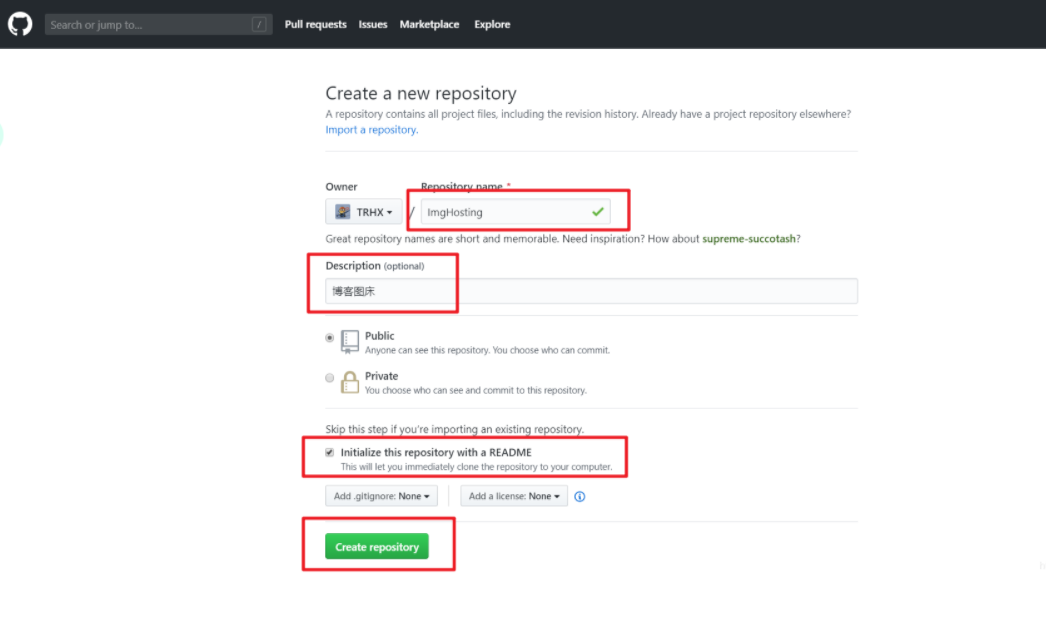 Search or jump to... / Pull requests Issues Marketplace Explore
Create a new repository
A repository contains all project files, including the revision history. Already have a project repository elsewhere?
Import a repository.
Owner Repository name *
TRHX / ImgHosting
Great repository names are short and memorable. Need inspiration? How about supreme-succotash?
Description (optional)
博客图床
Public
Anyone can see this repository. You choose who can commit.
Private
You choose who can see and commit to this repository.
Skip this step if you're importing an existing repository.
Initialize this repository with a README
This will let you immediately clone the repository to your computer.
Add .gitignore: None Add a license: None
Create repository